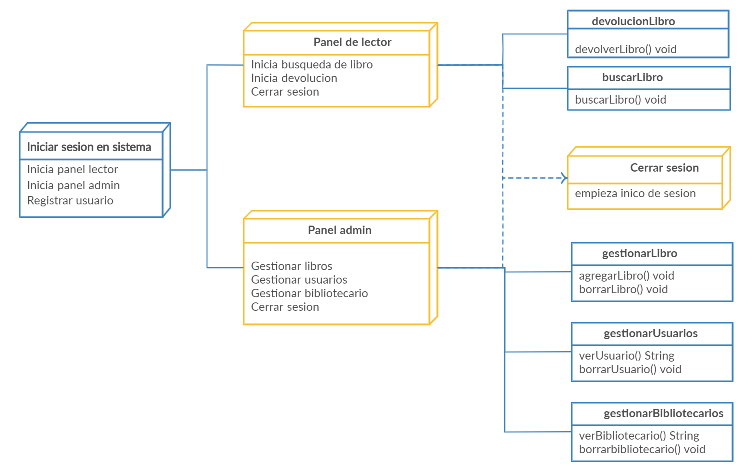 Iniciar sesion en sistema
Inicia panel lector
Inicia panel admin
Registrar usuario
Panel de lector
Inicia busqueda de libro
Inicia devolucion
Cerrar sesion
Panel admin
Gestionar libros
Gestionar usuarios
Gestionar bibliotecario
Cerrar sesion
devolucionLibro
devolverLibro() void
buscarLibro
buscarLibro() void
Cerrar sesion
empieza inico de sesion
gestionarLibro
agregarLibro() void
borrarLibro() void
gestionarUsuarios
verUsuario() String
borrarUsuario() void
gestionarBibliotecarios
verBibliotecario() String
borrarbibliotecario() void